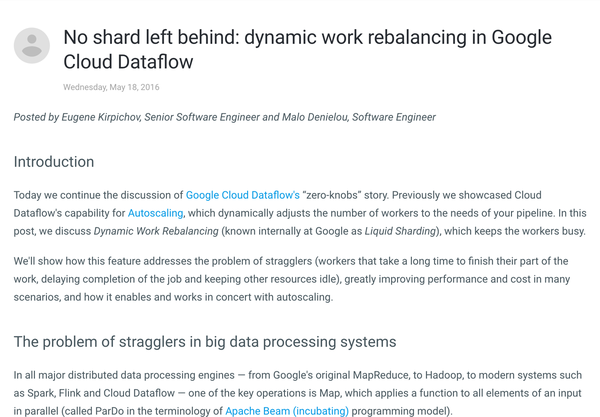 No shard left behind: dynamic work rebalancing in Google
Cloud Dataflow
Wednesday, May 18, 2016
Posted by Eugene Kirpichov, Senior Software Engineer and Malo Denielou, Software Engineer
Introduction
Today we continue the discussion of Google Cloud Dataflow's “zero-knobs” story. Previously we showcased Cloud
Dataflow's capability for Autoscaling, which dynamically adjusts the number of workers to the needs of your pipeline. In this
post, we discuss Dynamic Work Rebalancing (known internally at Google as Liquid Sharding), which keeps the workers busy.
We'll show how this feature addresses the problem of stragglers (workers that take a long time to finish their part of the
work, delaying completion of the job and keeping other resources idle), greatly improving performance and cost in many
scenarios, and how it enables and works in concert with autoscaling.
The problem of stragglers in big data processing systems
In all major distributed data processing engines — from Google's original MapReduce, to Hadoop, to modern systems such
as Spark, Flink and Cloud Dataflow — one of the key operations is Map, which applies a function to all elements of an input
in parallel (called ParDo in the terminology of Apache Beam (incubating) programming model).